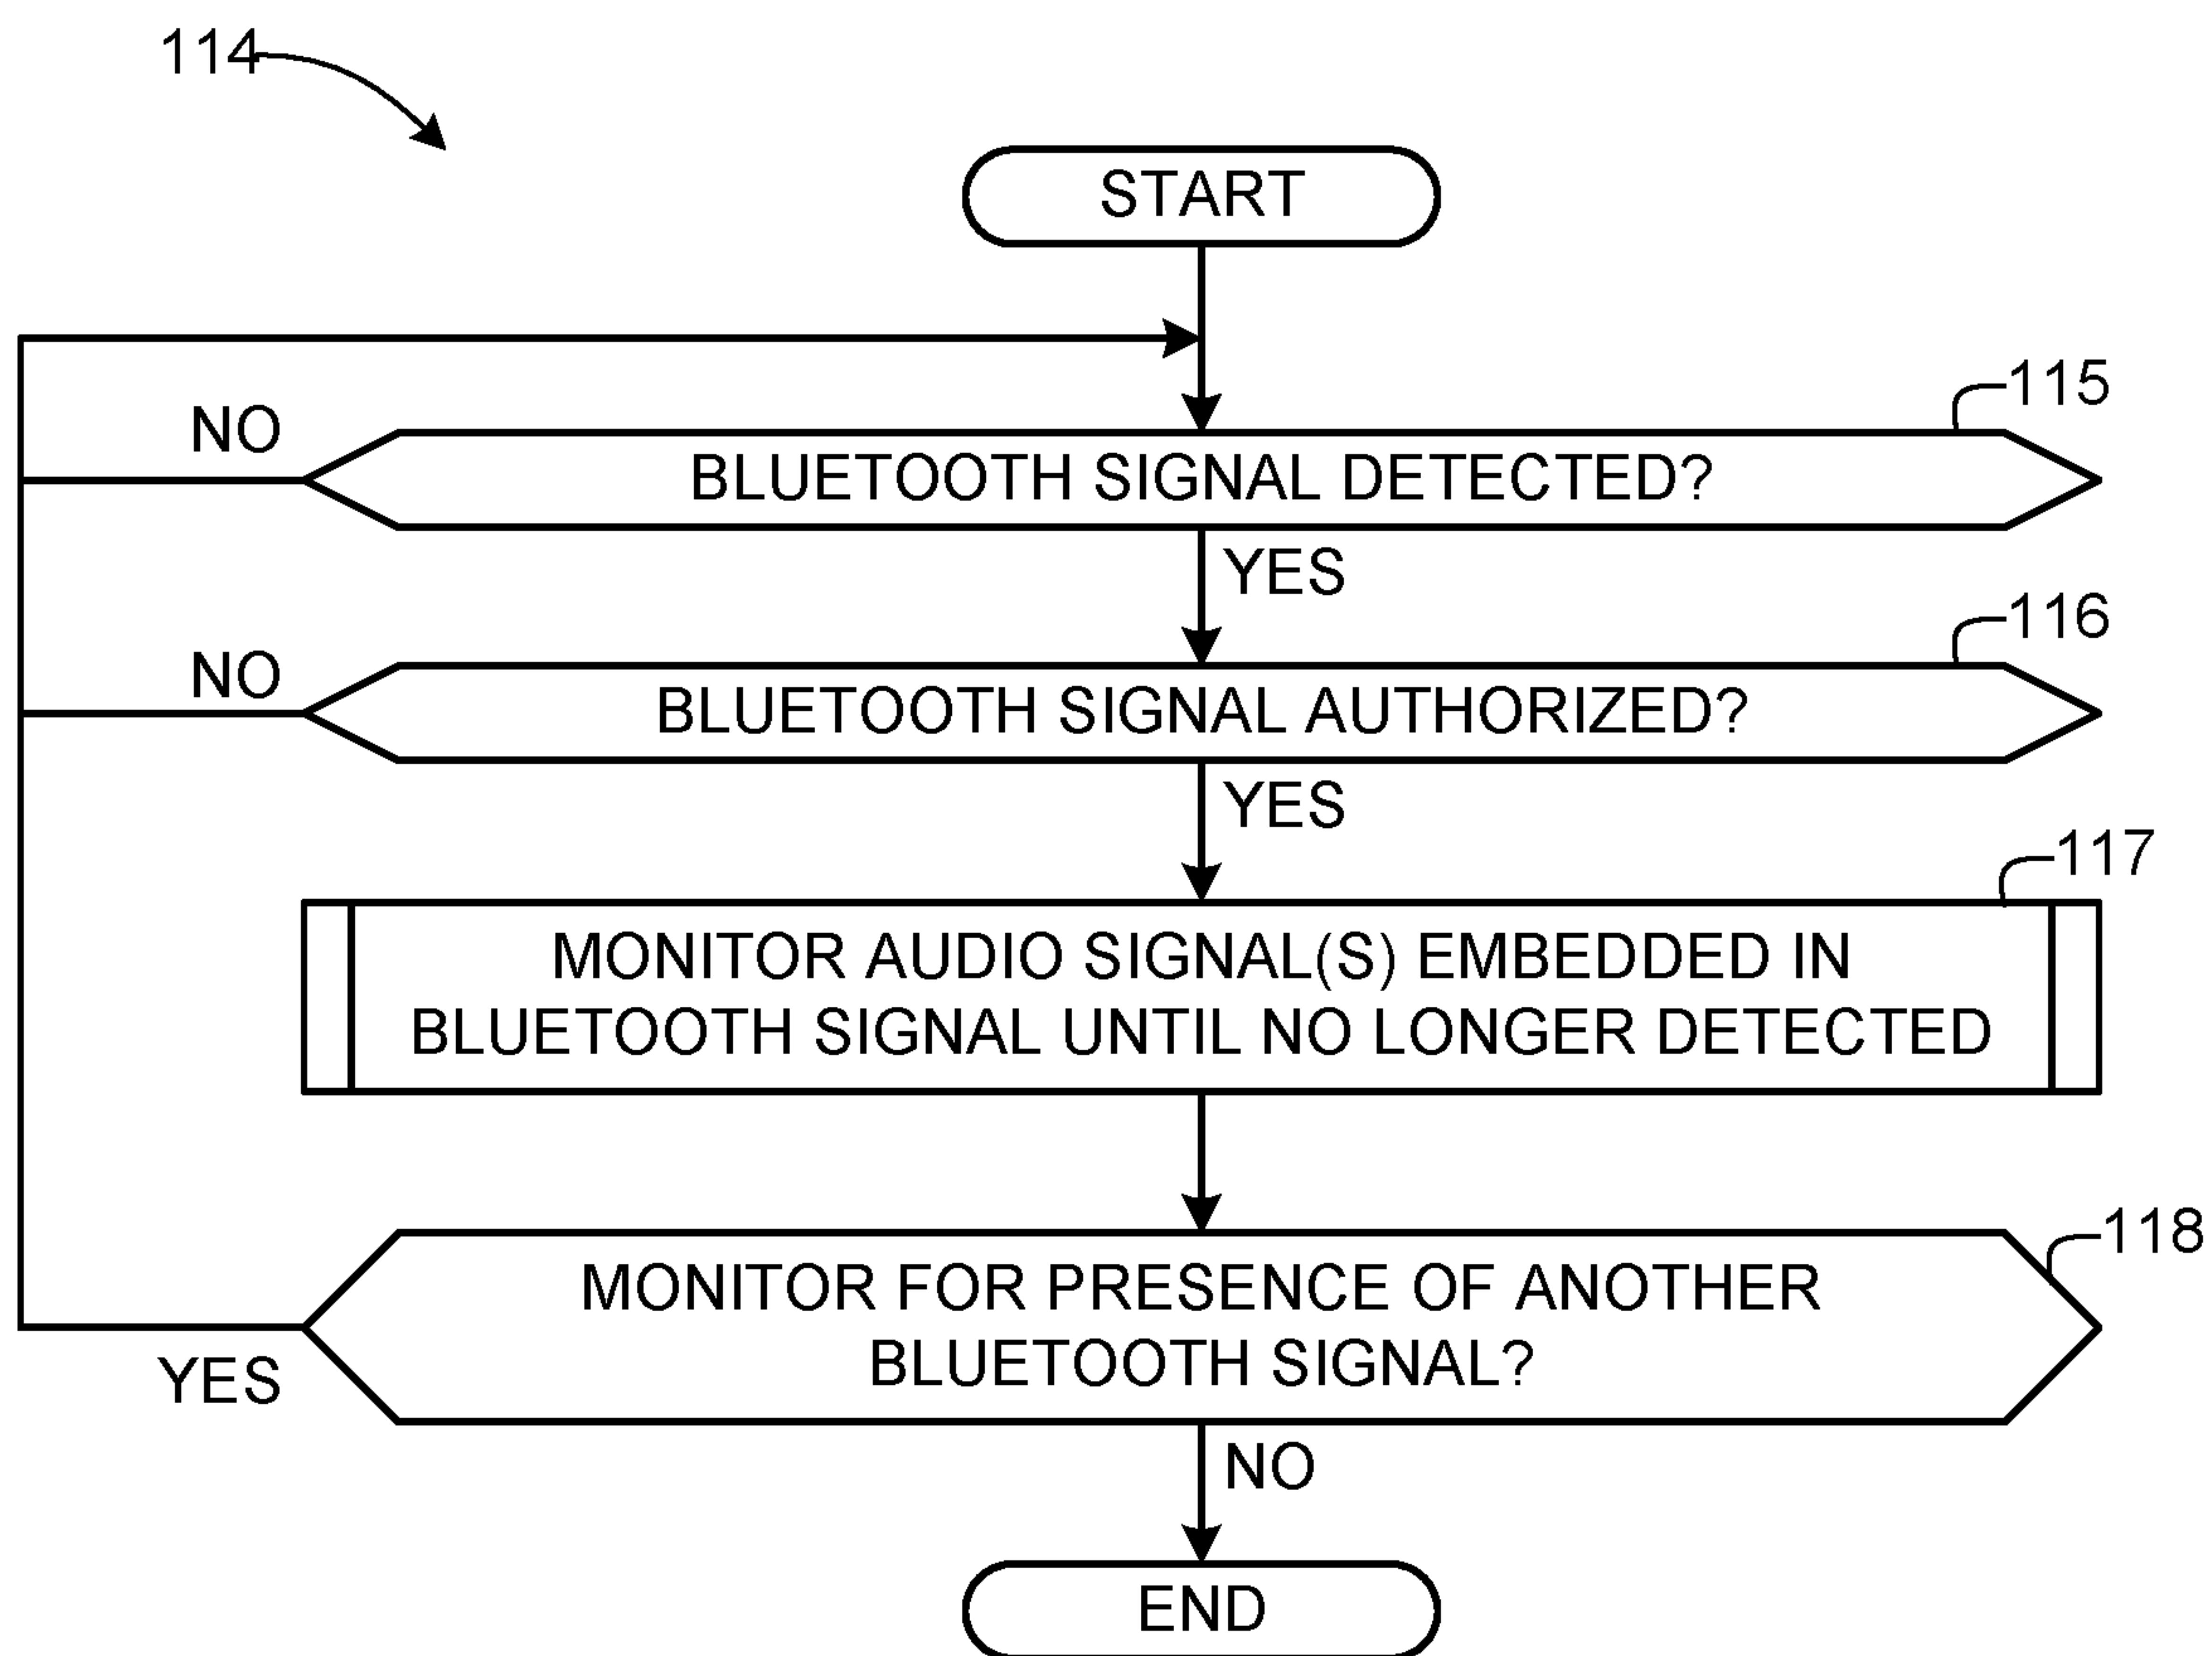 114
START
115
NO
BLUETOOTH SIGNAL DETECTED?
YES
116
NO
BLUETOOTH SIGNAL AUTHORIZED?
YES
117
MONITOR AUDIO SIGNAL(S) EMBEDDED IN
BLUETOOTH SIGNAL UNTIL NO LONGER DETECTED
118
MONITOR FOR PRESENCE OF ANOTHER
BLUETOOTH SIGNAL?
YES
NO
END